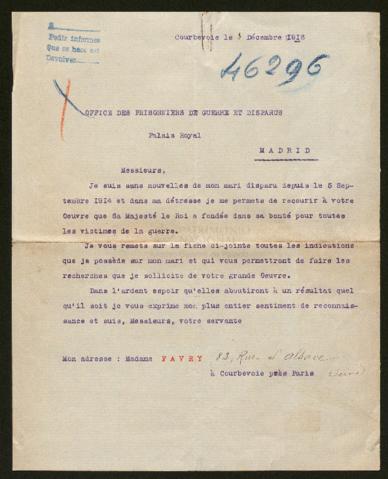 Pedir informes
Que se hace así
Devolver
Courbevoie le 5 Décembre 1916
46296
OFFICE DES PRISONNIERS DE GUERRE ET DISPARUS
Palais Royal
MADRID
Messieurs,
Je suis sans nouvelles de mon mari disparu depuis le 5 Sep-
tembre 1914 et dans ma détresse je me permets de recourir à votre
Oeuvre que Sa Majesté le Roi a fondée dans sa bonté pour toutes
les victimes de la guerre.
Je vous remets sur la fiche ci-jointe toutes les indications
que je possède sur mon mari et qui vous permettront de faire les
recherches que je sollicite de votre grande Oeuvre.
Dans l'ardent espoir qu'elles aboutiront à un résultat quel
qu'il soit je vous exprime mon plus entier sentiment de reconnais-
sance et suis, Messieurs, votre servante
Mon adresse : Madame FAVRY 83, Rue d'Alsace
à Courbevoie près Paris (Seine)